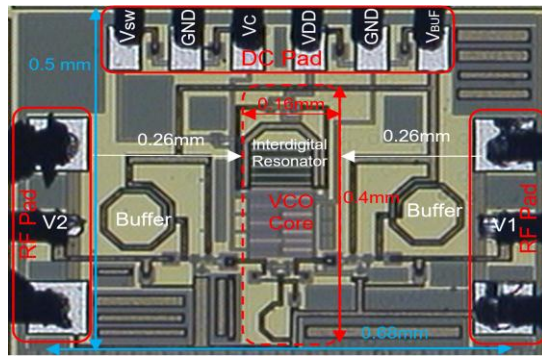 VSW GND VC VDD GND VBUF
DC Pad
0.5 mm
0.16mm
0.26mm
0.26mm
Interdigital
Resonator
RF Pad
V2
Buffer
VCO
Core
0.4mm
Buffer
V1
RF Pad
0.68mm